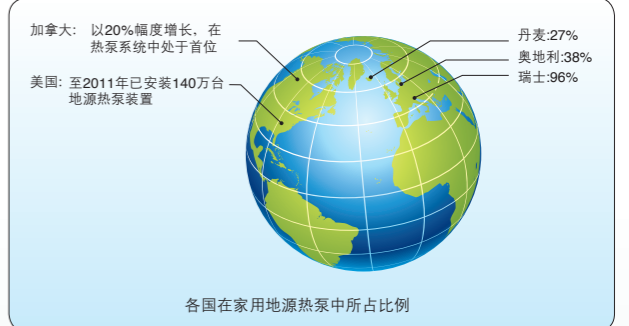 加拿大: 以20%幅度增长，在
热泵系统中处于首位
美国: 至2011年已安装140万台
地源热泵装置
丹麦:27%
奥地利:38%
瑞士:96%
各国在家用地源热泵中所占比例